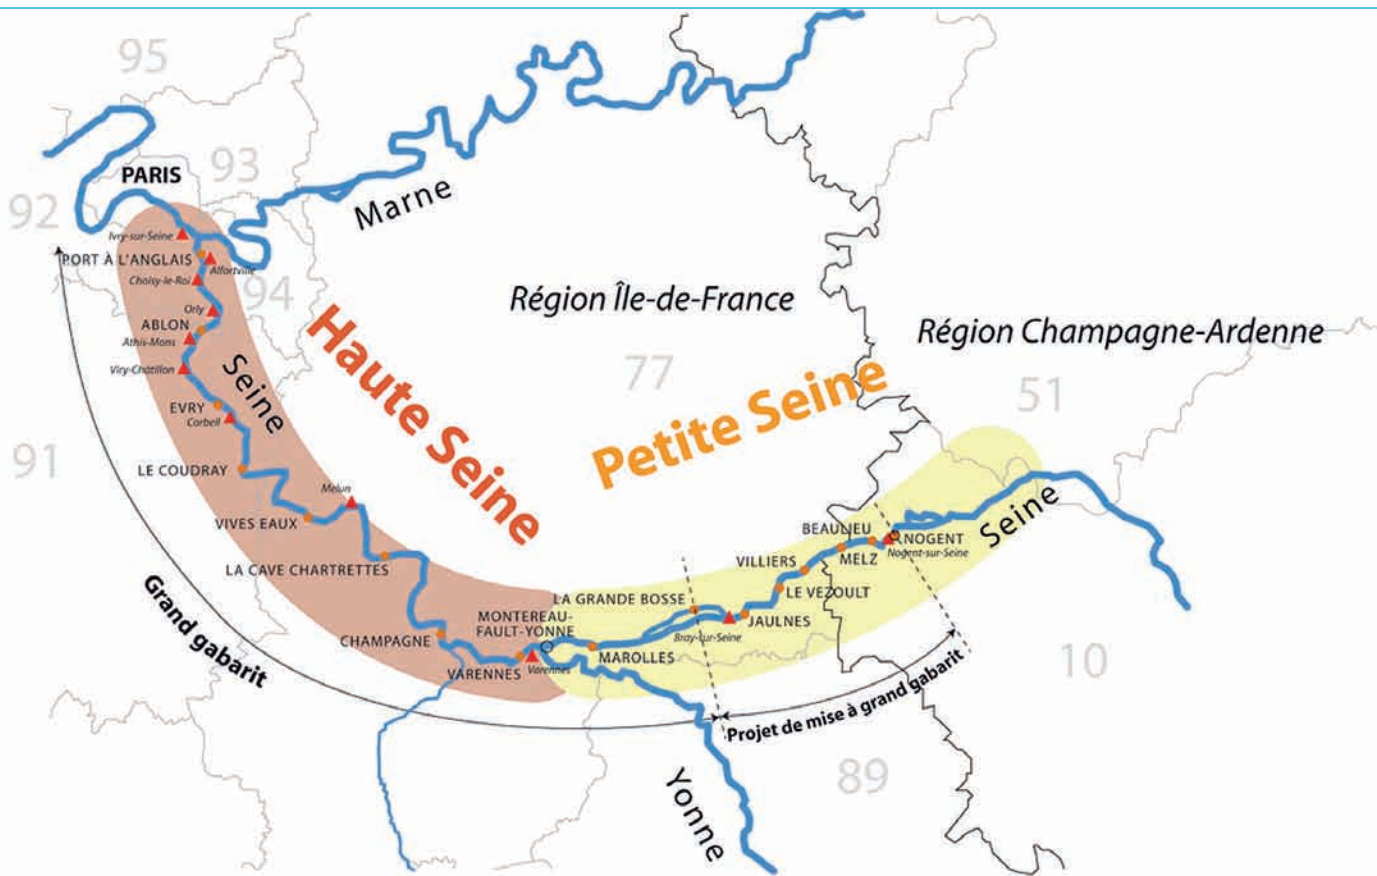 95
93
PARIS
92
Marne
Ivry-sur-Seine
PORT À L'ANGLAIS
Alfortville
Choisy-le-Roi
94
Orly
ABLON
Athis-Mons
Viry-Châtillon
Seine
EVRY
Corbeil
91
LE COUDRAY
Melun
VIVES EAUX
LA CAVE CHARTRETTES
Haute Seine
Région Île-de-France
Région Champagne-Ardenne
77
51
Petite Seine
Seine
BEAULIEU
NOGENT
Nogent-sur-Seine
MELZ
VILLIERS
LE VEZOULT
LA GRANDE BOSSE
JAULNES
Bray-sur-Seine
MONTEREAU-
FAULT-YONNE
MAROLLES
CHAMPAGNE
VARENNES
Varennes
Grand gabarit
Projet de mise à grand gabarit
10
89
Yonne